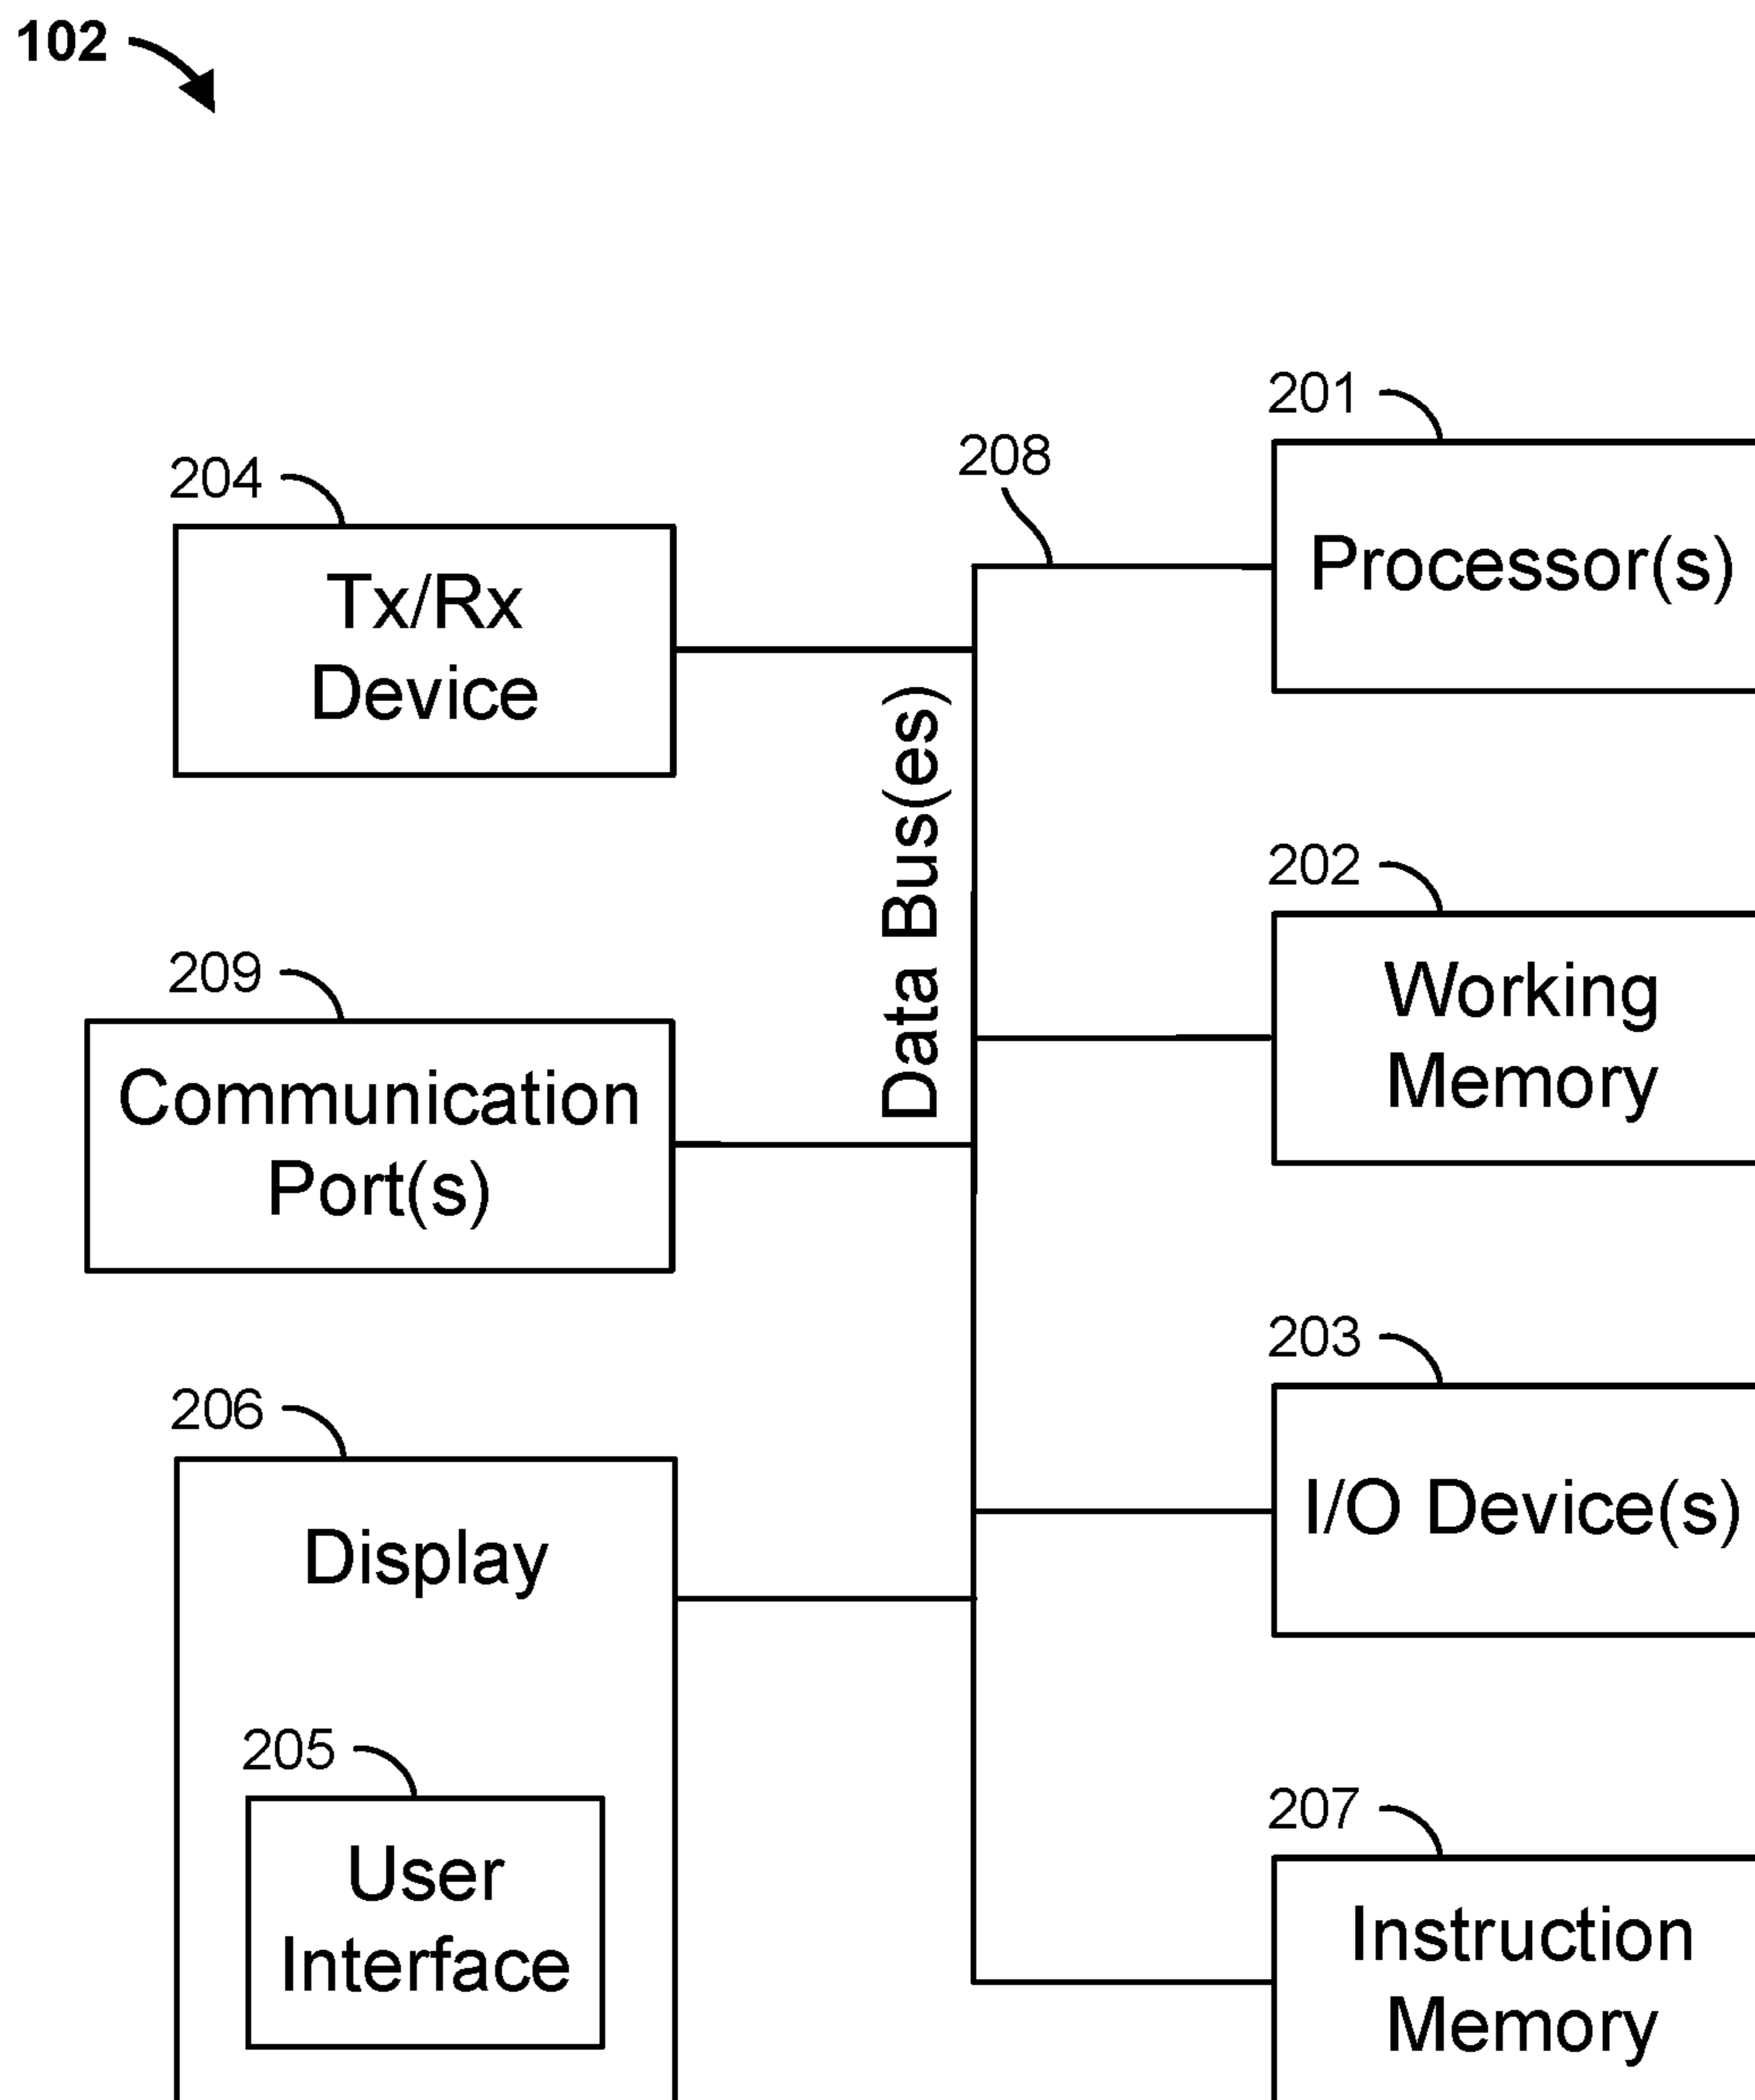 102
201
Processor(s)
208
204
Tx/Rx
Device
Data Bus(es)
202
Working
Memory
209
Communication
Port(s)
203
I/O Device(s)
206
Display
205
User
Interface
207
Instruction
Memory